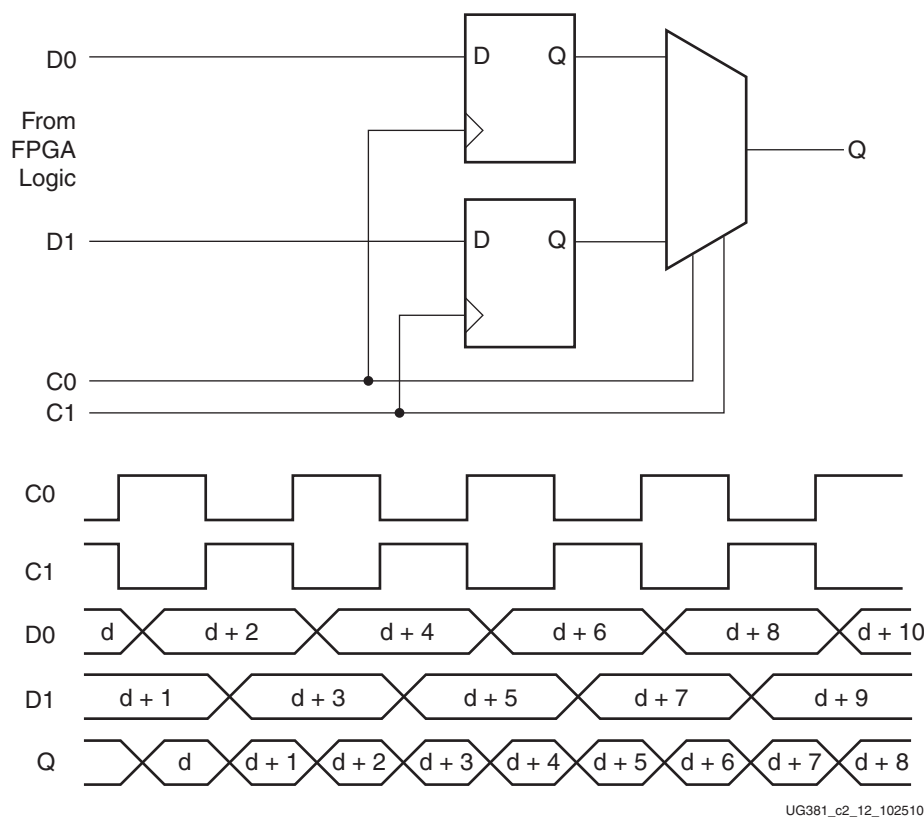 D0
D Q
From
FPGA
Logic
Q
D1
D Q
C0
C1
C0
C1
D0 d d + 2 d + 4 d + 6 d + 8 d + 10
D1 d + 1 d + 3 d + 5 d + 7 d + 9
Q d d + 1 d + 2 d + 3 d + 4 d + 5 d + 6 d + 7 d + 8
UG381_c2_12_102510